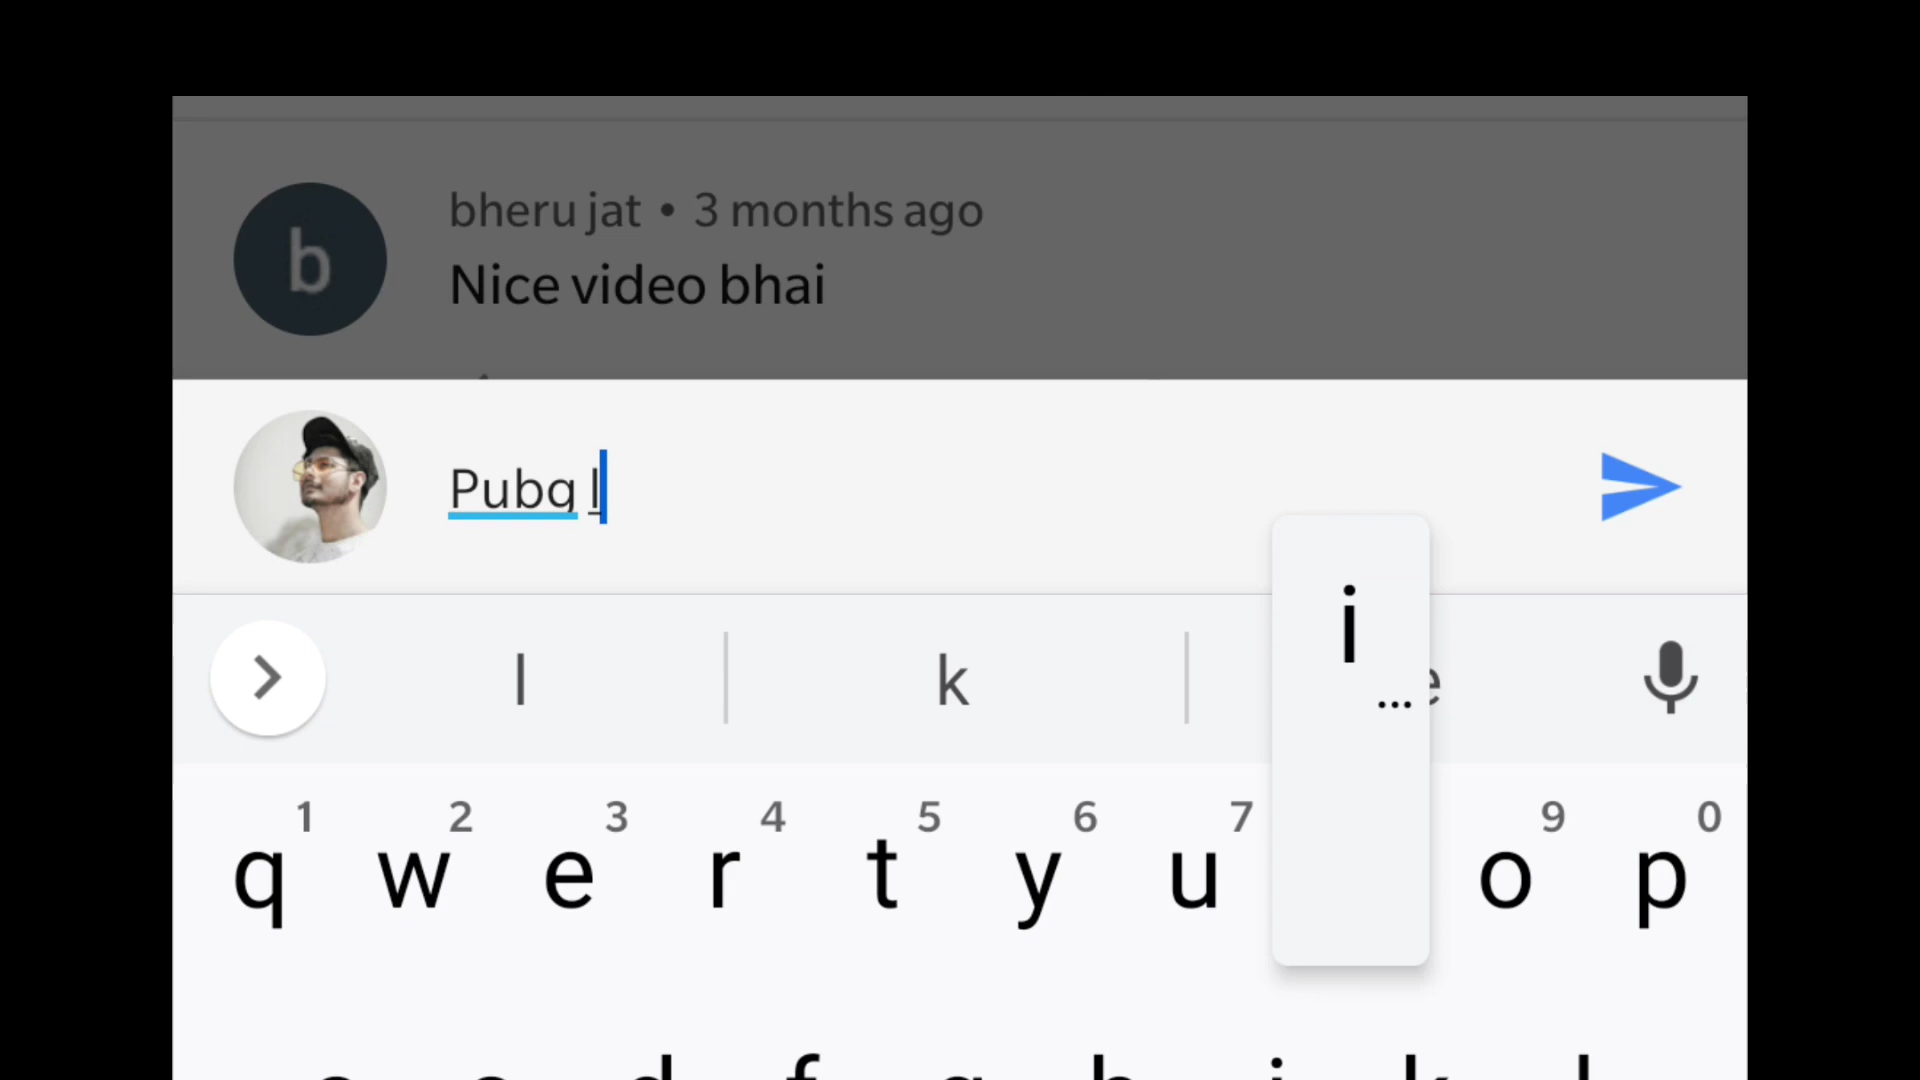 b
bheru jat • 3 months ago
Nice video bhai
Pubg l
l k e
i
...
1 2 3 4 5 6 7 9 0
q w e r t y u o p
d f g h j k l